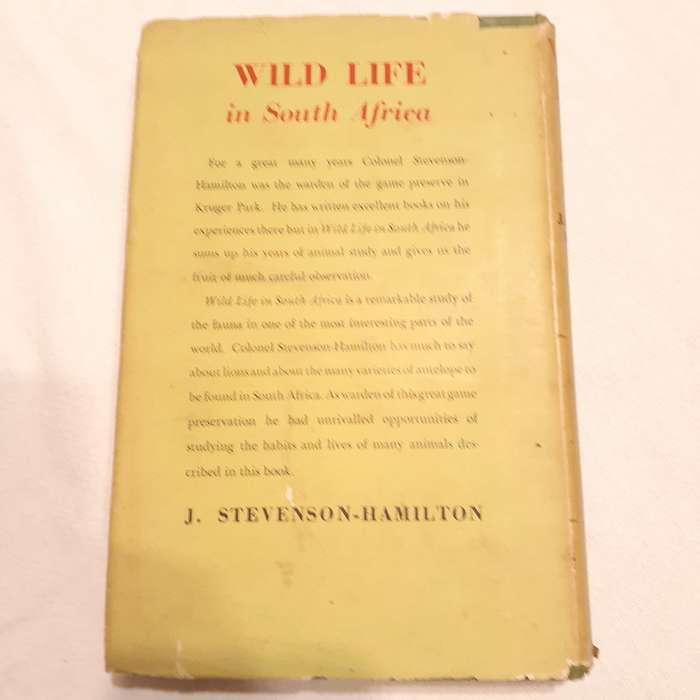 WILD LIFE
in South Africa
For a great many years Colonel Stevenson-
Hamilton was the warden of the game preserve in
Kruger Park. He has written excellent books on his
experiences there but in Wild Life in South Africa he
sums up his years of animal study and gives us the
fruit of much careful observation.
Wild Life in South Africa is a remarkable study of
the fauna in one of the most interesting parts of the
world. Colonel Stevenson-Hamilton has much to say
about lions and about the many varieties of antelope to
be found in South Africa. As warden of this great game
preservation he had unrivalled opportunities of
studying the habits and lives of many animals des-
cribed in this book.
J. STEVENSON-HAMILTON